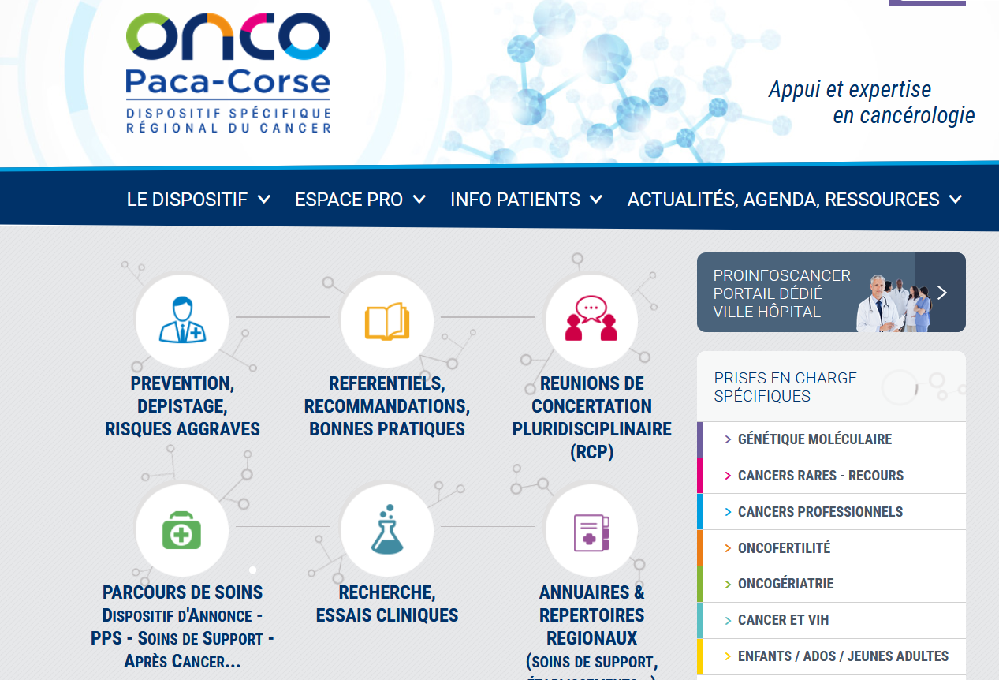 onco
Paca-Corse
DISPOSITIF SPÉCIFIQUE
RÉGIONAL DU CANCER
Appui et expertise
en cancérologie
LE DISPOSITIF
ESPACE PRO
INFO PATIENTS
ACTUALITÉS, AGENDA, RESSOURCES
PREVENTION,
DEPISTAGE,
RISQUES AGGRAVES
REFERENTIELS,
RECOMMANDATIONS,
BONNES PRATIQUES
REUNIONS DE
CONCERTATION
PLURIDISCIPLINAIRE
(RCP)
PARCOURS DE SOINS
DISPOSITIF D'ANNONCE -
PPS - SOINS DE SUPPORT -
APRÈS CANCER...
RECHERCHE,
ESSAIS CLINIQUES
ANNUAIRES &
REPERTOIRES
REGIONAUX
(SOINS DE SUPPORT,
PROINFOSCANCER
PORTAIL DÉDIÉ
VILLE HÔPITAL
PRISES EN CHARGE
SPÉCIFIQUES
GÉNÉTIQUE MOLÉCULAIRE
CANCERS RARES - RECOURS
CANCERS PROFESSIONNELS
ONCOFERTILITÉ
ONCOGÉRIATRIE
CANCER ET VIH
ENFANTS / ADOS / JEUNES ADULTES